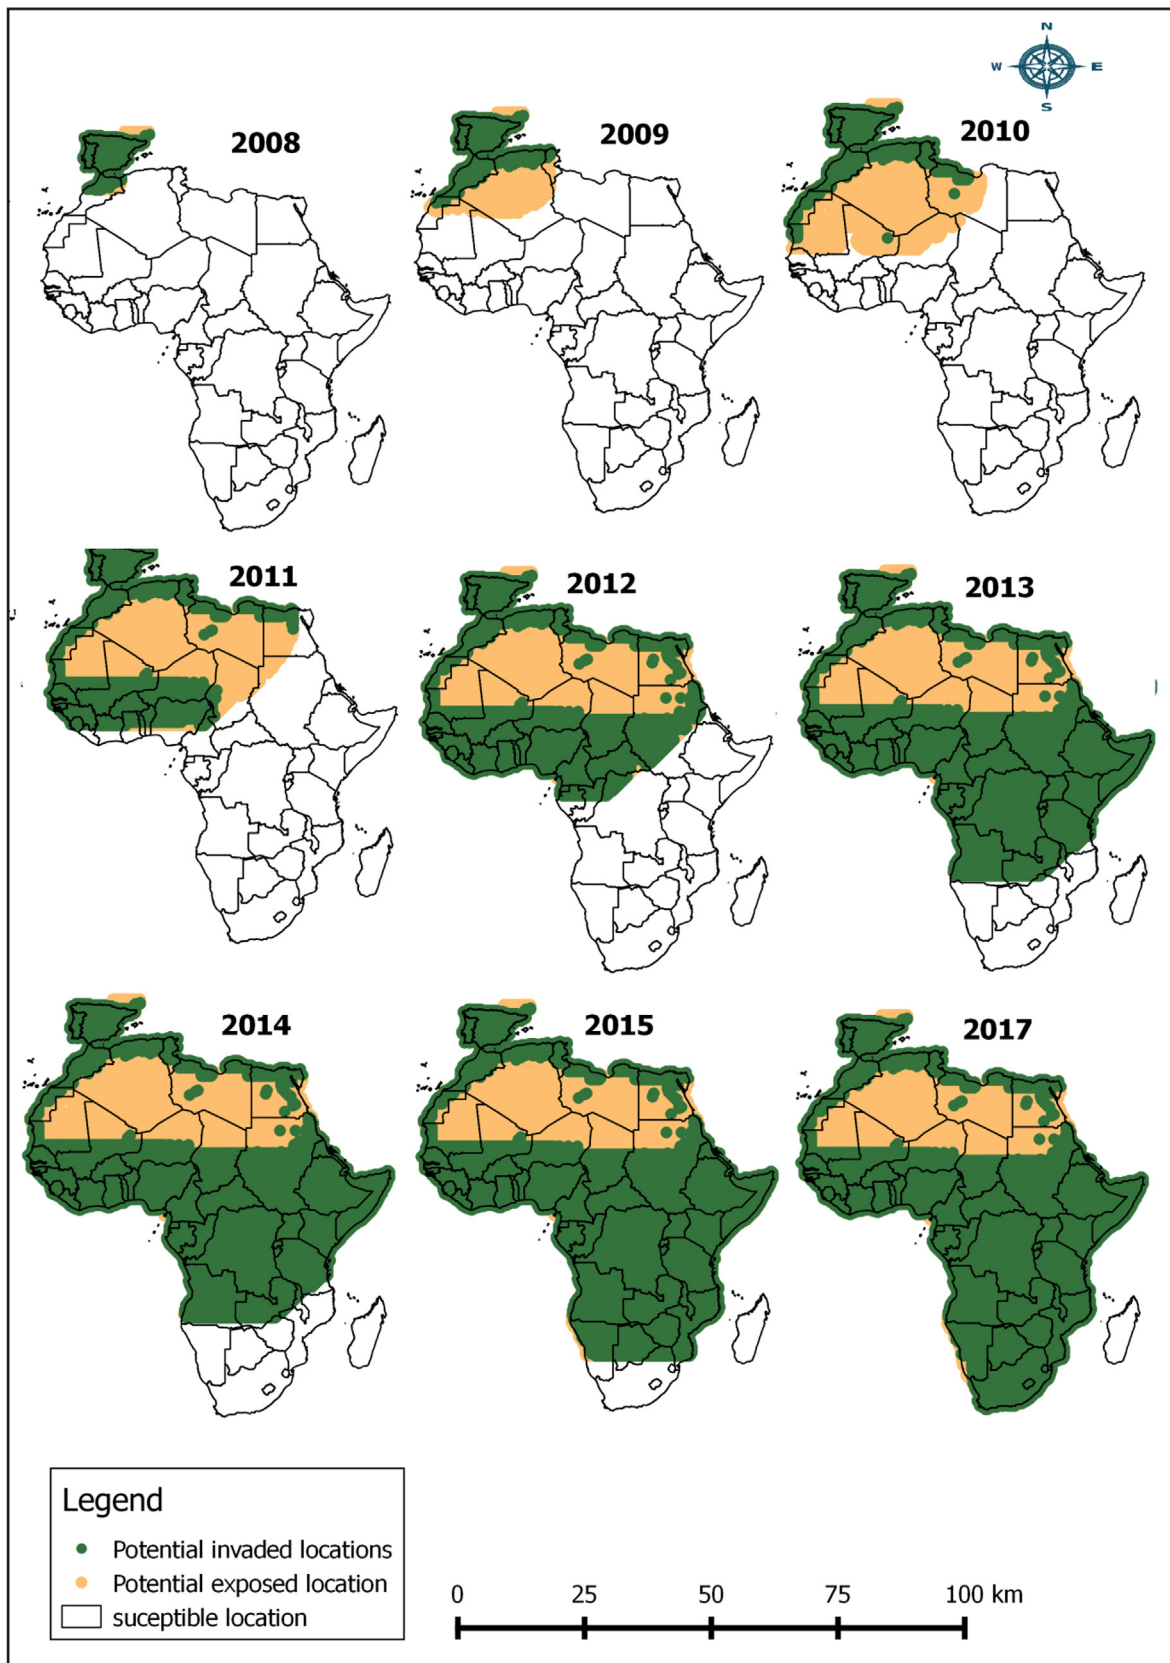 N
W E
S
2008
2009
2010
2011
2012
2013
2014
2015
2017
Legend
Potential invaded locations
Potential exposed location
suceptible location
0 25 50 75 100 km